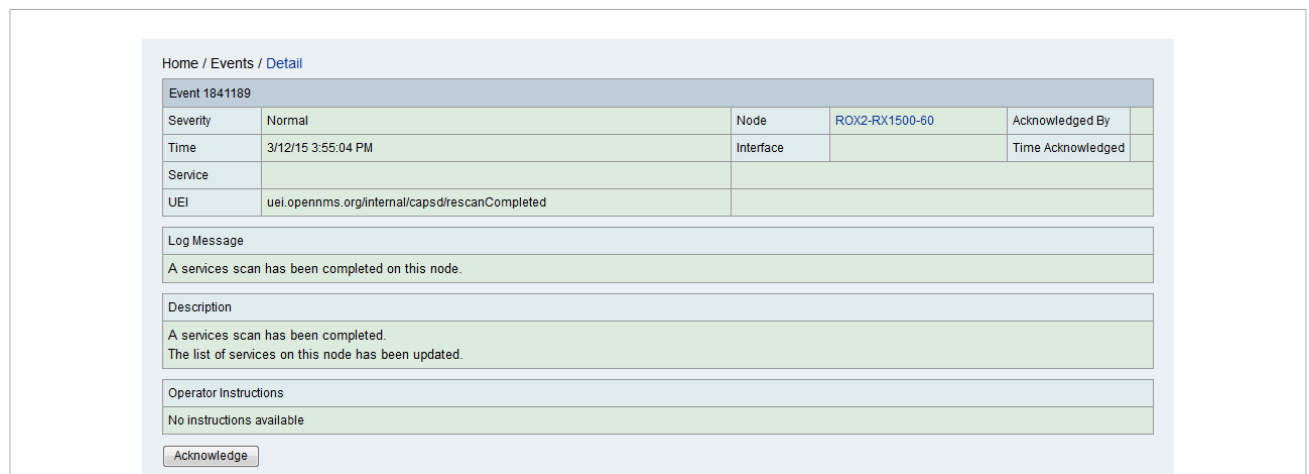 Home / Events / Detail
Event 1841189
Severity Normal Node ROX2-RX1500-60 Acknowledged By
Time 3/12/15 3:55:04 PM Interface Time Acknowledged
Service
UEI uei.opennms.org/internal/capsd/rescanCompleted
Log Message
A services scan has been completed on this node.
Description
A services scan has been completed.
The list of services on this node has been updated.
Operator Instructions
No instructions available
Acknowledge